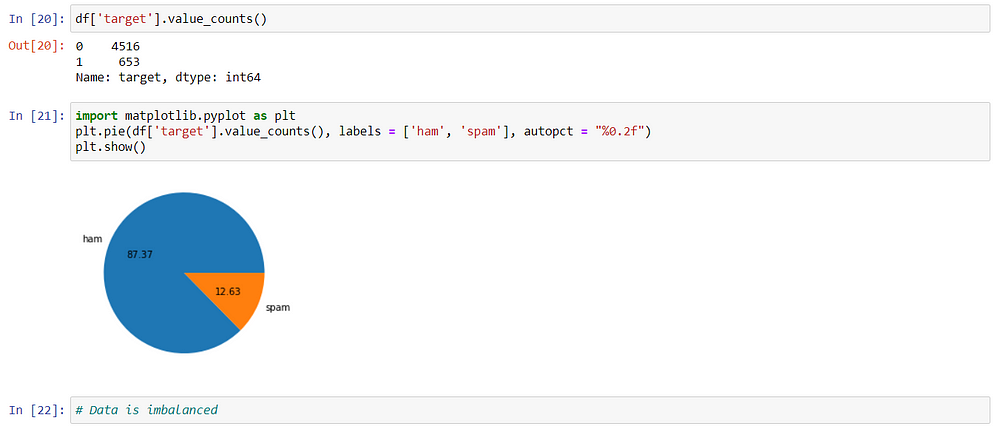 In [20]: df['target'].value_counts()
Out[20]: 0    4516
1     653
Name: target, dtype: int64
In [21]: import matplotlib.pyplot as plt
plt.pie(df['target'].value_counts(), labels = ['ham', 'spam'], autopct = "%0.2f")
plt.show()
ham
87.37
12.63
spam
In [22]: # Data is imbalanced